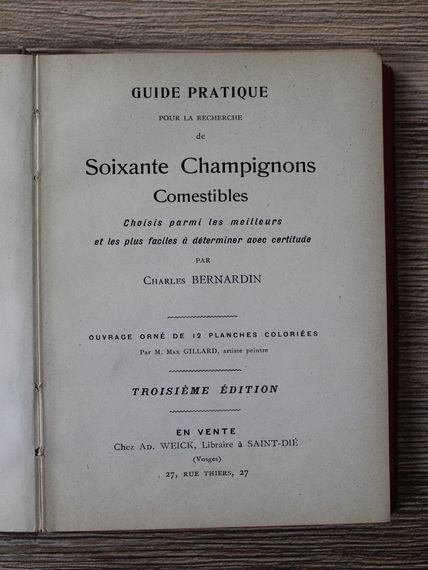 GUIDE PRATIQUE
POUR LA RECHERCHE
de
Soixante Champignons
Comestibles
Choisis parmi les meilleurs
et les plus faciles à déterminer avec certitude
PAR
CHARLES BERNARDIN
OUVRAGE ORNÉ DE 12 PLANCHES COLORIÉES
Par M. Max GILLARD, artiste peintre
TROISIÈME ÉDITION
EN VENTE
Chez AD. WEICK, Libraire à SAINT-DIÉ
(Vosges)
27, RUE THIERS, 27